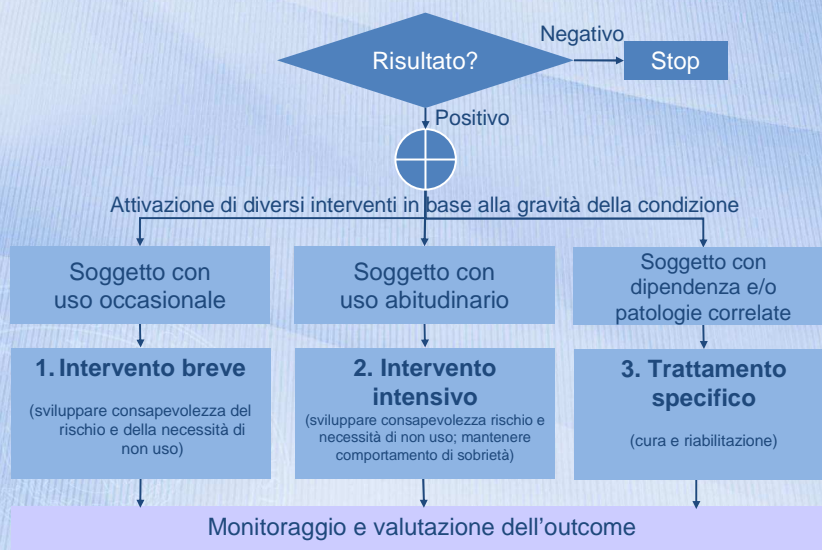 Risultato?
Negativo
Stop
Positivo
Attivazione di diversi interventi in base alla gravità della condizione
Soggetto con
uso occasionale
Soggetto con
uso abitudinario
Soggetto con
dipendenza e/o
patologie correlate
1. Intervento breve
(sviluppare consapevolezza del
rischio e della necessità di
non uso)
2. Intervento
intensivo
(sviluppare consapevolezza rischio e
necessità di non uso; mantenere
comportamento di sobrietà)
3. Trattamento
specifico
(cura e riabilitazione)
Monitoraggio e valutazione dell'outcome